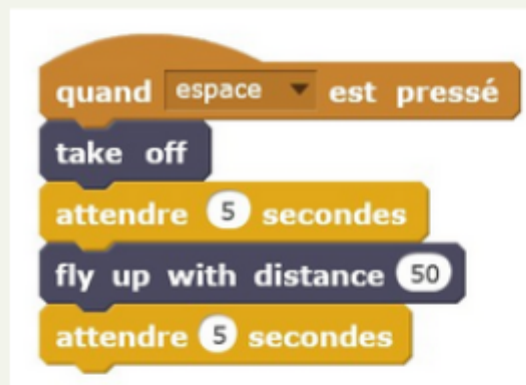 quand espace est pressé
take off
attendre 5 secondes
fly up with distance 50
attendre 5 secondes